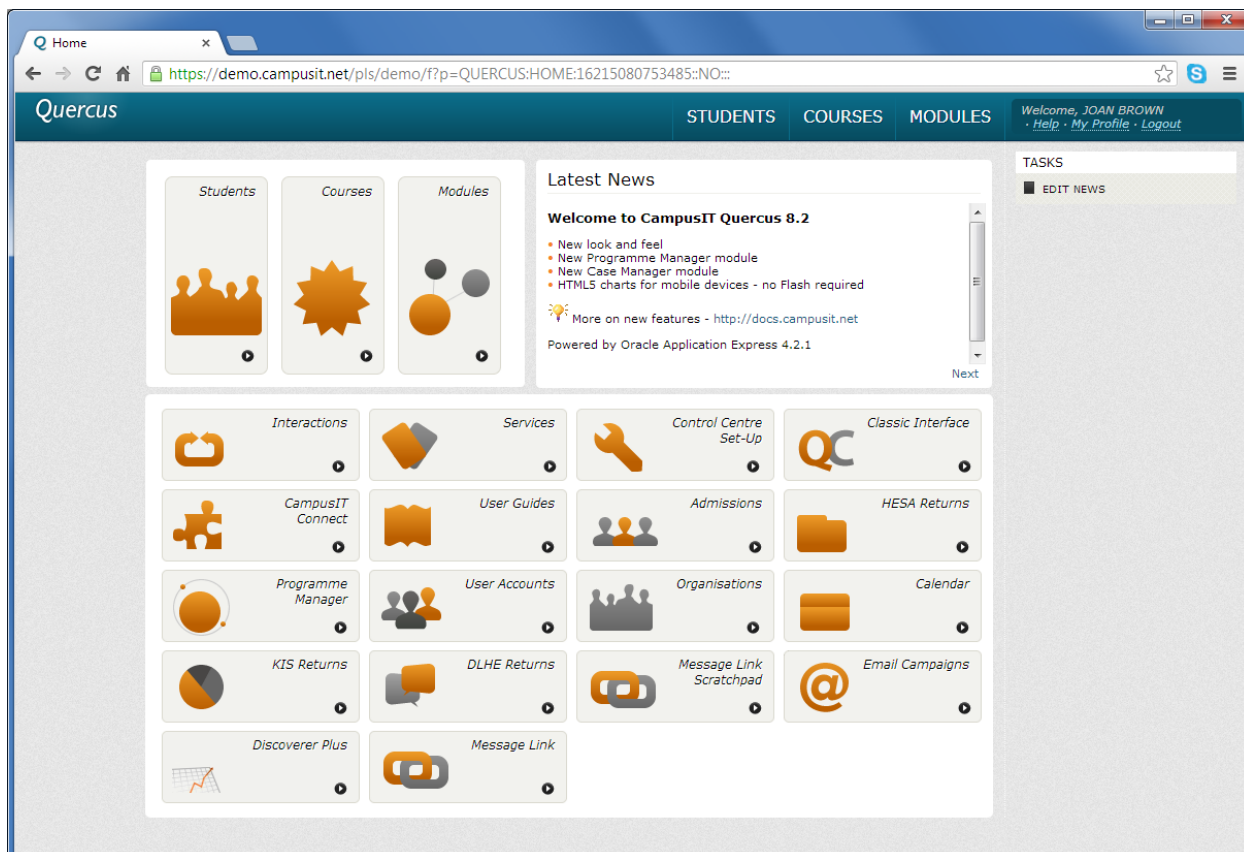 Q Home
https://demo.campusit.net/pls/demo/f?p=QUERCUS:HOME:16215080753485::NO:::
Quercus
STUDENTS
COURSES
MODULES
Welcome, JOAN BROWN
· Help · My Profile · Logout
Students
Courses
Modules
Latest News
Welcome to CampusIT Quercus 8.2
• New look and feel
• New Programme Manager module
• New Case Manager module
• HTML5 charts for mobile devices - no Flash required
More on new features - http://docs.campusit.net
Powered by Oracle Application Express 4.2.1
Next
TASKS
EDIT NEWS
Interactions
Services
Control Centre
Set-Up
Classic Interface
QC
CampusIT
Connect
User Guides
Admissions
HESA Returns
Programme
Manager
User Accounts
Organisations
Calendar
KIS Returns
DLHE Returns
Message Link
Scratchpad
Email Campaigns
@
Discoverer Plus
Message Link